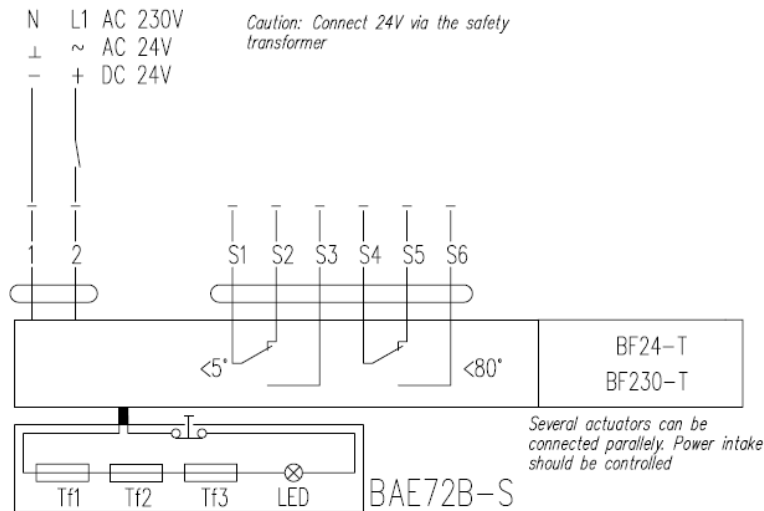 N L1 AC 230V
⊥ ~ AC 24V
− + DC 24V
Caution: Connect 24V via the safety
transformer
1 2 S1 S2 S3 S4 S5 S6
<5° <80°
BF24-T
BF230-T
Several actuators can be
connected parallely. Power intake
should be controlled
Tf1 Tf2 Tf3 LED BAE72B-S